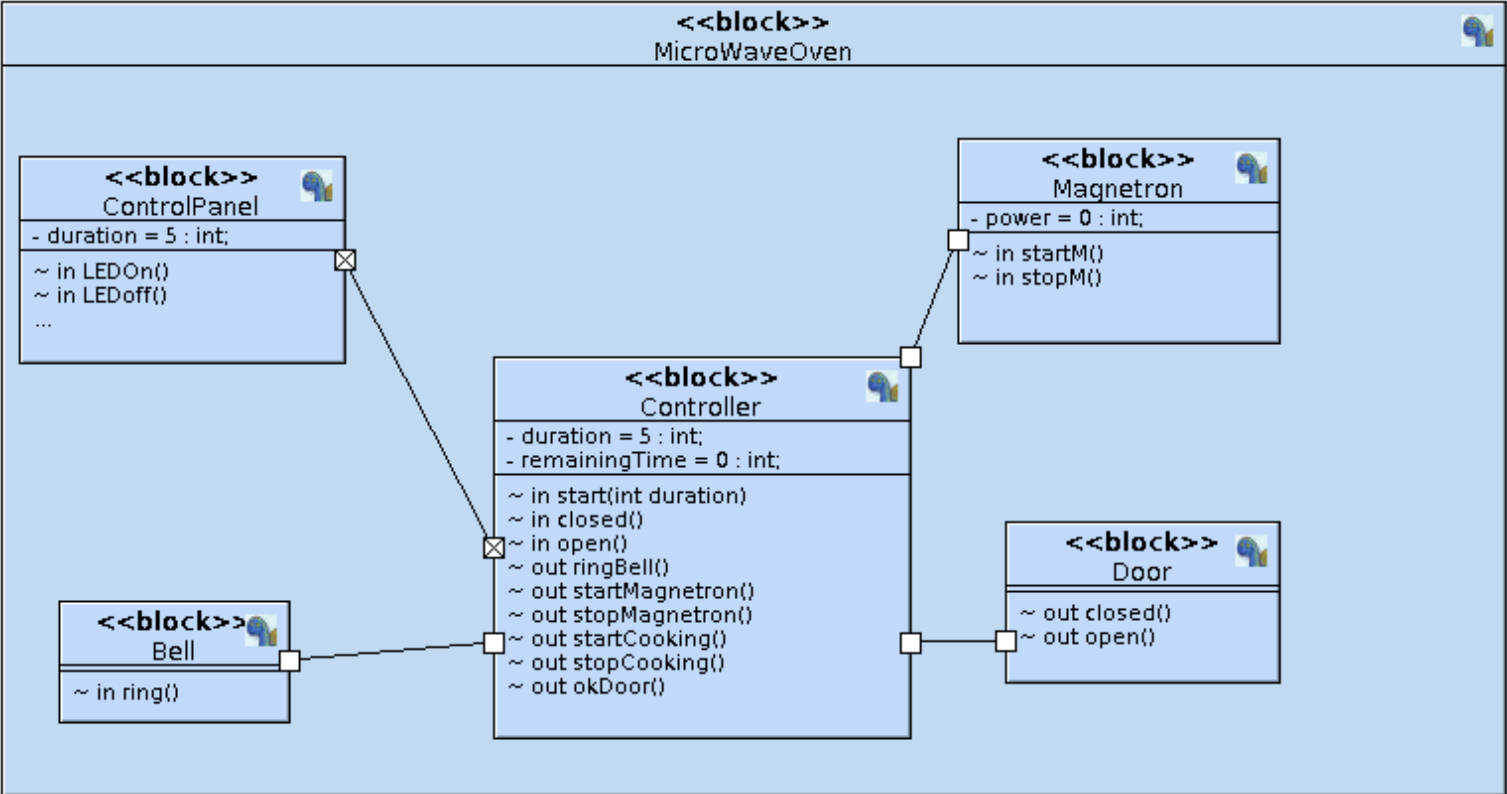 <<block>>
MicroWaveOven
<<block>>
ControlPanel
- duration = 5 : int;
~ in LEDOn()
~ in LEDoff()
...
<<block>>
Magnetron
- power = 0 : int;
~ in startM()
~ in stopM()
<<block>>
Controller
- duration = 5 : int;
- remainingTime = 0 : int;
~ in start(int duration)
~ in closed()
~ in open()
~ out ringBell()
~ out startMagnetron()
~ out stopMagnetron()
~ out startCooking()
~ out stopCooking()
~ out okDoor()
<<block>>
Door
~ out closed()
~ out open()
<<block>>
Bell
~ in ring()